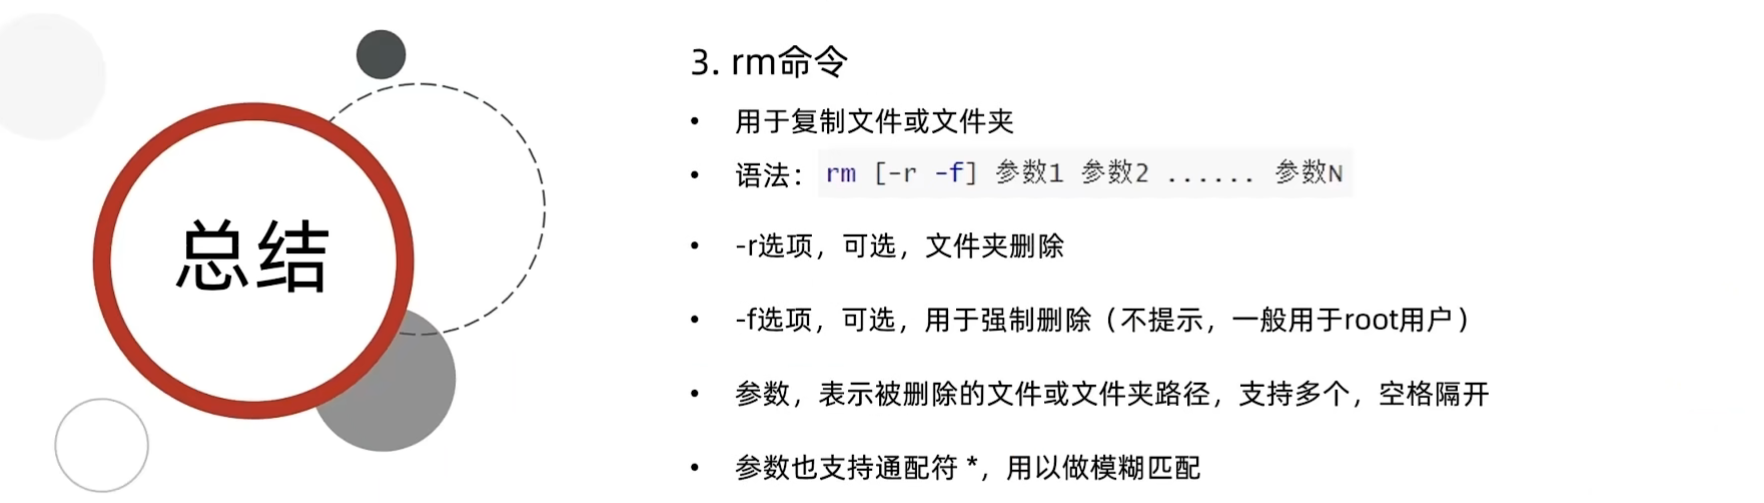 总结
3. rm命令
• 用于复制文件或文件夹
• 语法： rm [-r -f] 参数1 参数2 ...... 参数N
• -r选项，可选，文件夹删除
• -f选项，可选，用于强制删除（不提示，一般用于root用户）
• 参数，表示被删除的文件或文件夹路径，支持多个，空格隔开
• 参数也支持通配符 *，用以做模糊匹配